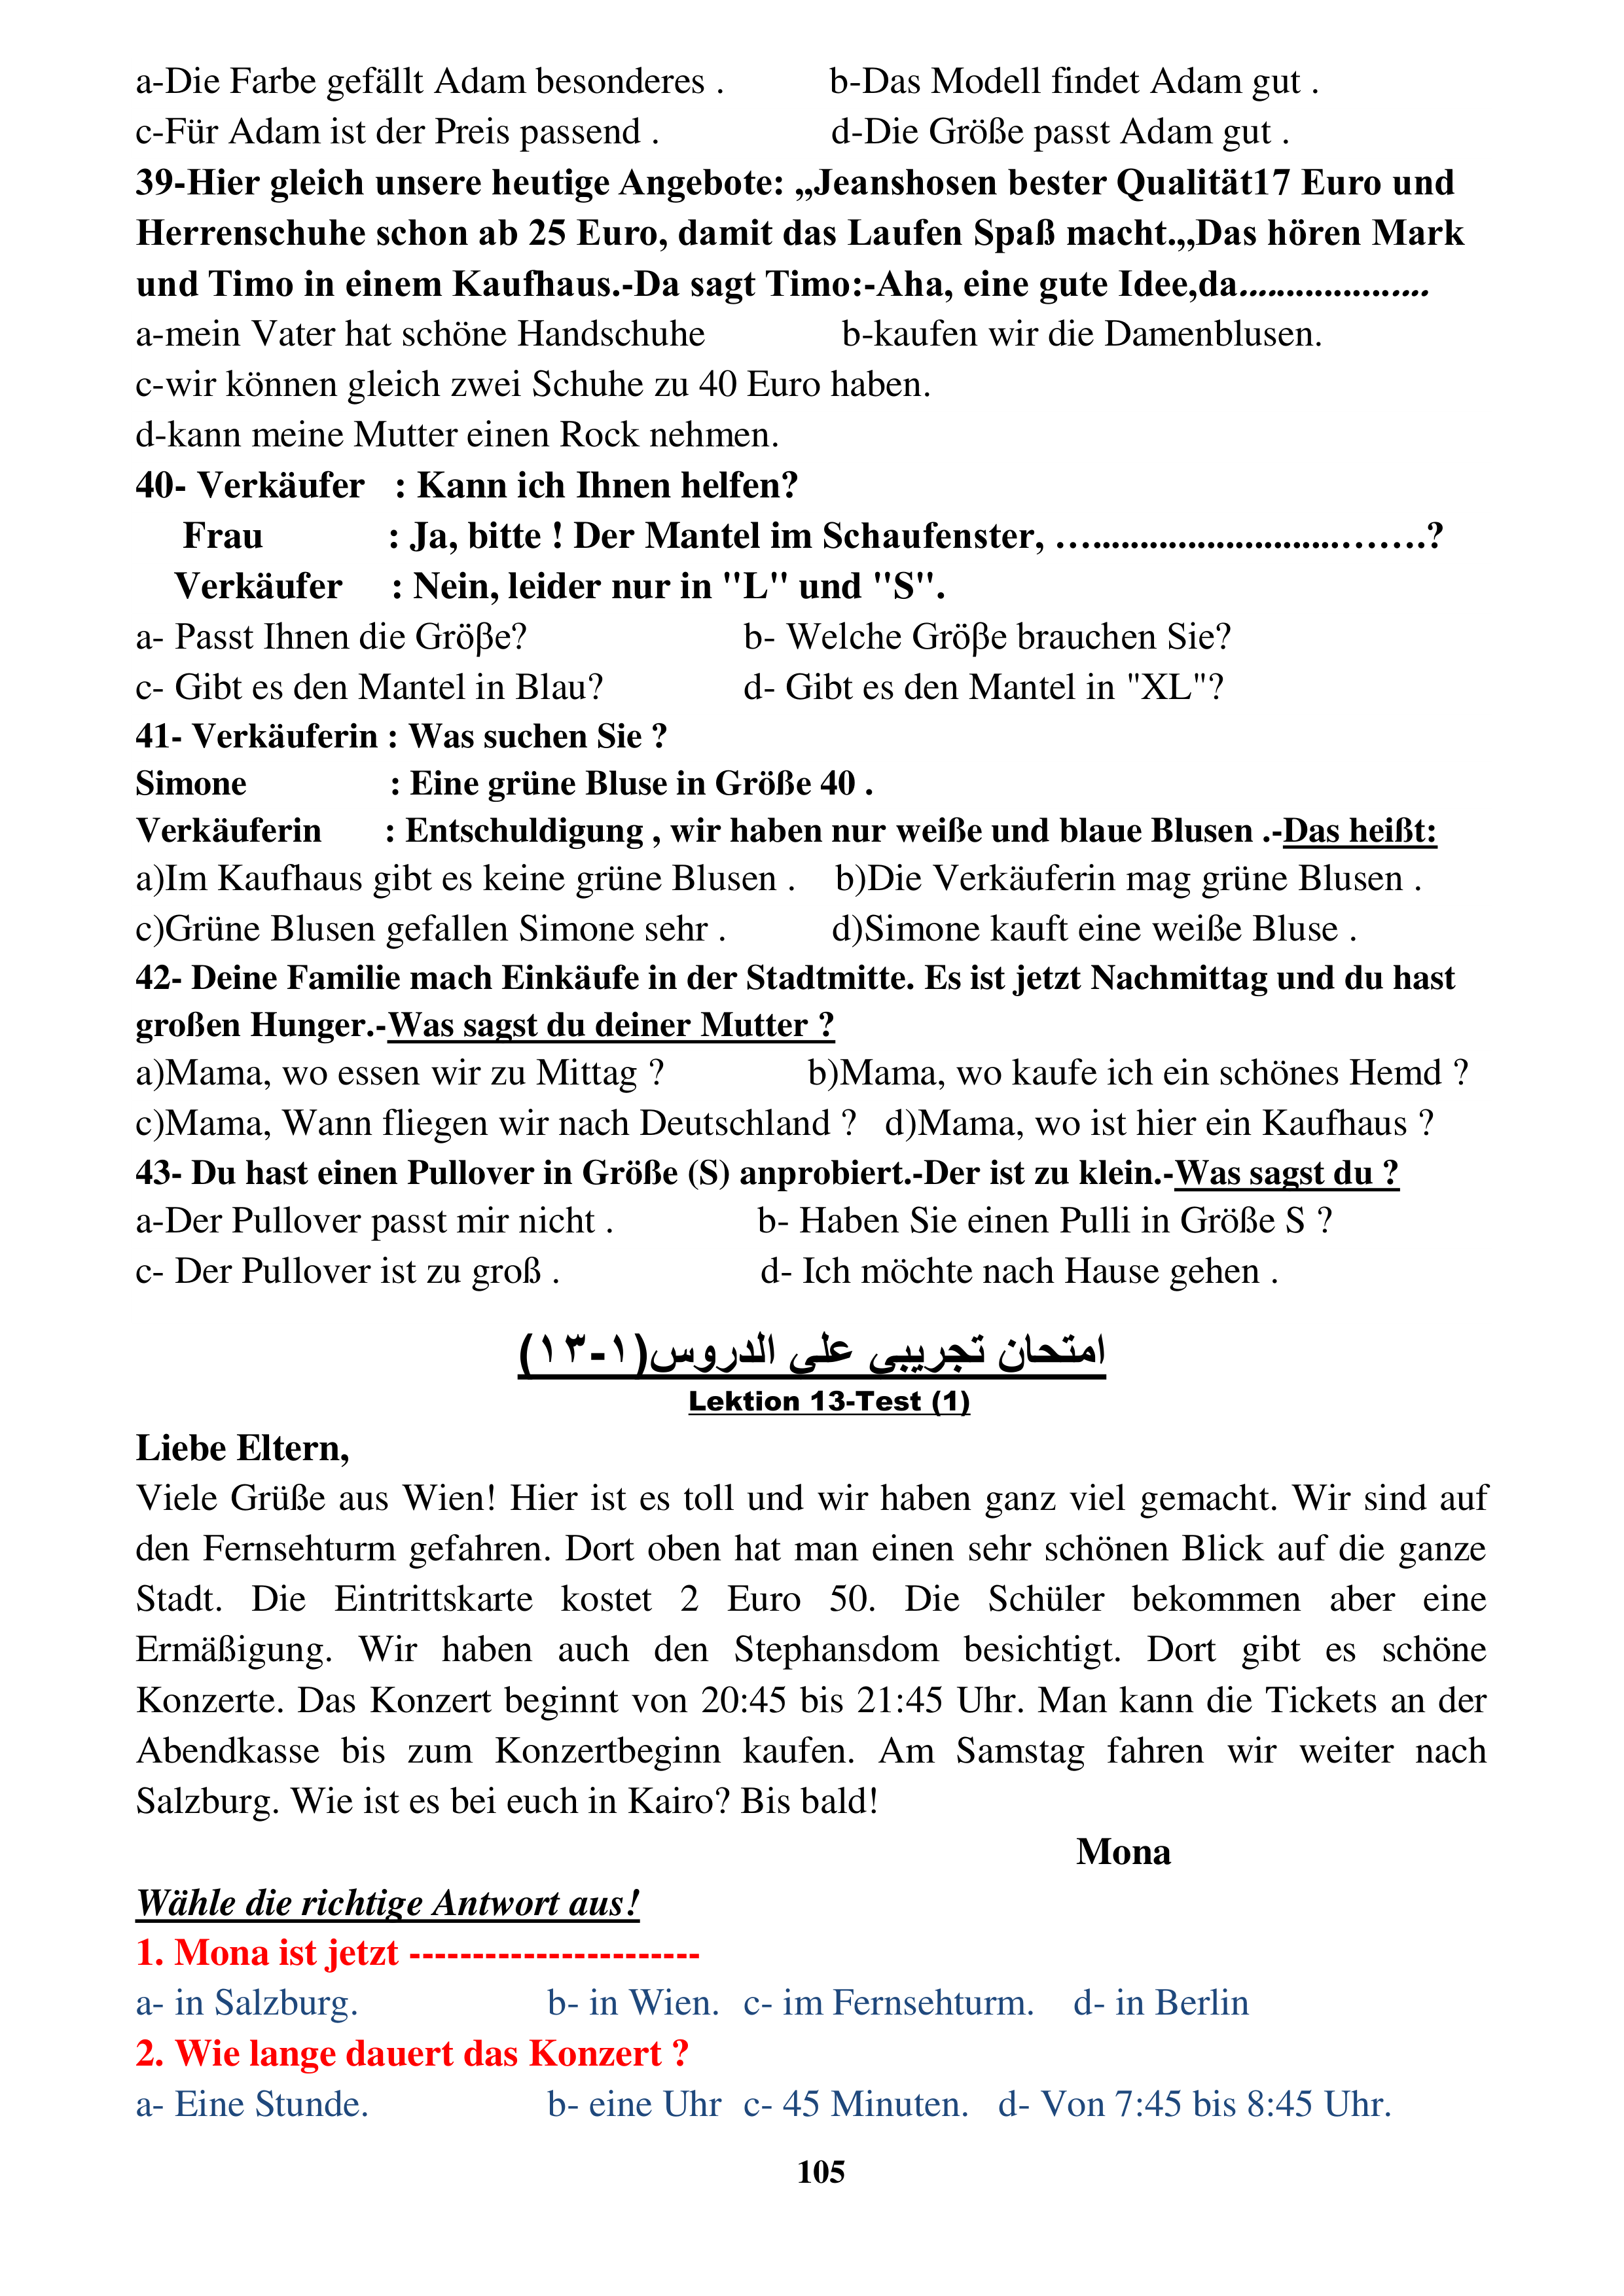 a-Die Farbe gefällt Adam besonderes . b-Das Modell findet Adam gut .
c-Für Adam ist der Preis passend . d-Die Größe passt Adam gut .
39-Hier gleich unsere heutige Angebote: „Jeanshosen bester Qualität17 Euro und
Herrenschuhe schon ab 25 Euro, damit das Laufen Spaß macht.„Das hören Mark
und Timo in einem Kaufhaus.-Da sagt Timo:-Aha, eine gute Idee,da....................
a-mein Vater hat schöne Handschuhe b-kaufen wir die Damenblusen.
c-wir können gleich zwei Schuhe zu 40 Euro haben.
d-kann meine Mutter einen Rock nehmen.
40- Verkäufer : Kann ich Ihnen helfen?
Frau : Ja, bitte ! Der Mantel im Schaufenster, …..........................…….?
Verkäufer : Nein, leider nur in "L" und "S".
a- Passt Ihnen die Gröβe? b- Welche Gröβe brauchen Sie?
c- Gibt es den Mantel in Blau? d- Gibt es den Mantel in "XL"?
41- Verkäuferin : Was suchen Sie ?
Simone : Eine grüne Bluse in Größe 40 .
Verkäuferin : Entschuldigung , wir haben nur weiße und blaue Blusen .-Das heißt:
a)Im Kaufhaus gibt es keine grüne Blusen . b)Die Verkäuferin mag grüne Blusen .
c)Grüne Blusen gefallen Simone sehr . d)Simone kauft eine weiße Bluse .
42- Deine Familie mach Einkäufe in der Stadtmitte. Es ist jetzt Nachmittag und du hast
großen Hunger.-Was sagst du deiner Mutter ?
a)Mama, wo essen wir zu Mittag ? b)Mama, wo kaufe ich ein schönes Hemd ?
c)Mama, Wann fliegen wir nach Deutschland ? d)Mama, wo ist hier ein Kaufhaus ?
43- Du hast einen Pullover in Größe (S) anprobiert.-Der ist zu klein.-Was sagst du ?
a-Der Pullover passt mir nicht . b- Haben Sie einen Pulli in Größe S ?
c- Der Pullover ist zu groß . d- Ich möchte nach Hause gehen .
امتحان تجريبي علي الدروس(١-١٣)
Lektion 13-Test (1)
Liebe Eltern,
Viele Grüße aus Wien! Hier ist es toll und wir haben ganz viel gemacht. Wir sind auf
den Fernsehturm gefahren. Dort oben hat man einen sehr schönen Blick auf die ganze
Stadt. Die Eintrittskarte kostet 2 Euro 50. Die Schüler bekommen aber eine
Ermäßigung. Wir haben auch den Stephansdom besichtigt. Dort gibt es schöne
Konzerte. Das Konzert beginnt von 20:45 bis 21:45 Uhr. Man kann die Tickets an der
Abendkasse bis zum Konzertbeginn kaufen. Am Samstag fahren wir weiter nach
Salzburg. Wie ist es bei euch in Kairo? Bis bald!
Mona
Wähle die richtige Antwort aus!
1. Mona ist jetzt -----------------------
a- in Salzburg. b- in Wien. c- im Fernsehturm. d- in Berlin
2. Wie lange dauert das Konzert ?
a- Eine Stunde. b- eine Uhr c- 45 Minuten. d- Von 7:45 bis 8:45 Uhr.
105